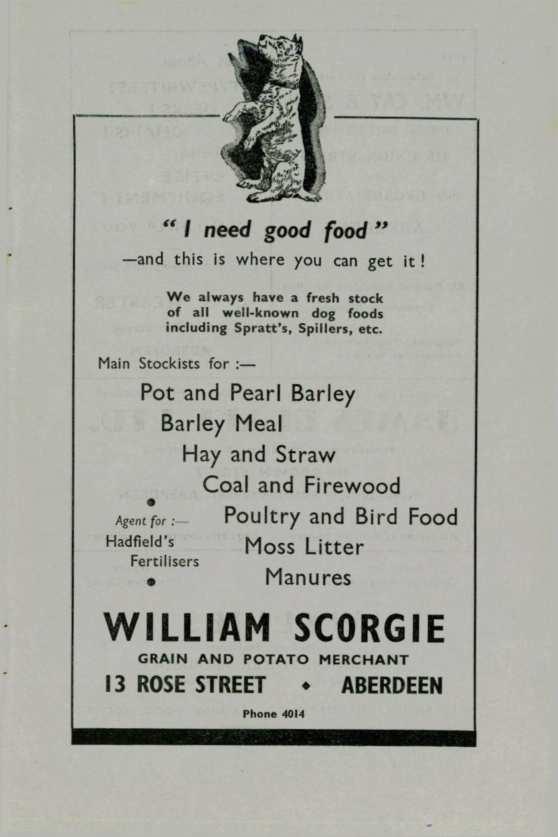 “ I need good food ”
—and this is where you can get it !
We always have a fresh stock
of all well-known dog foods
including Spratt's, Spillers, etc.
Main Stockists for :—
Pot and Pearl Barley
Barley Meal
Hay and Straw
Coal and Firewood
Poultry and Bird Food
Moss Litter
Manures
Agent for :—
Hadfield's
Fertilisers
WILLIAM SCORGIE
GRAIN AND POTATO MERCHANT
13 ROSE STREET • ABERDEEN
Phone 4014